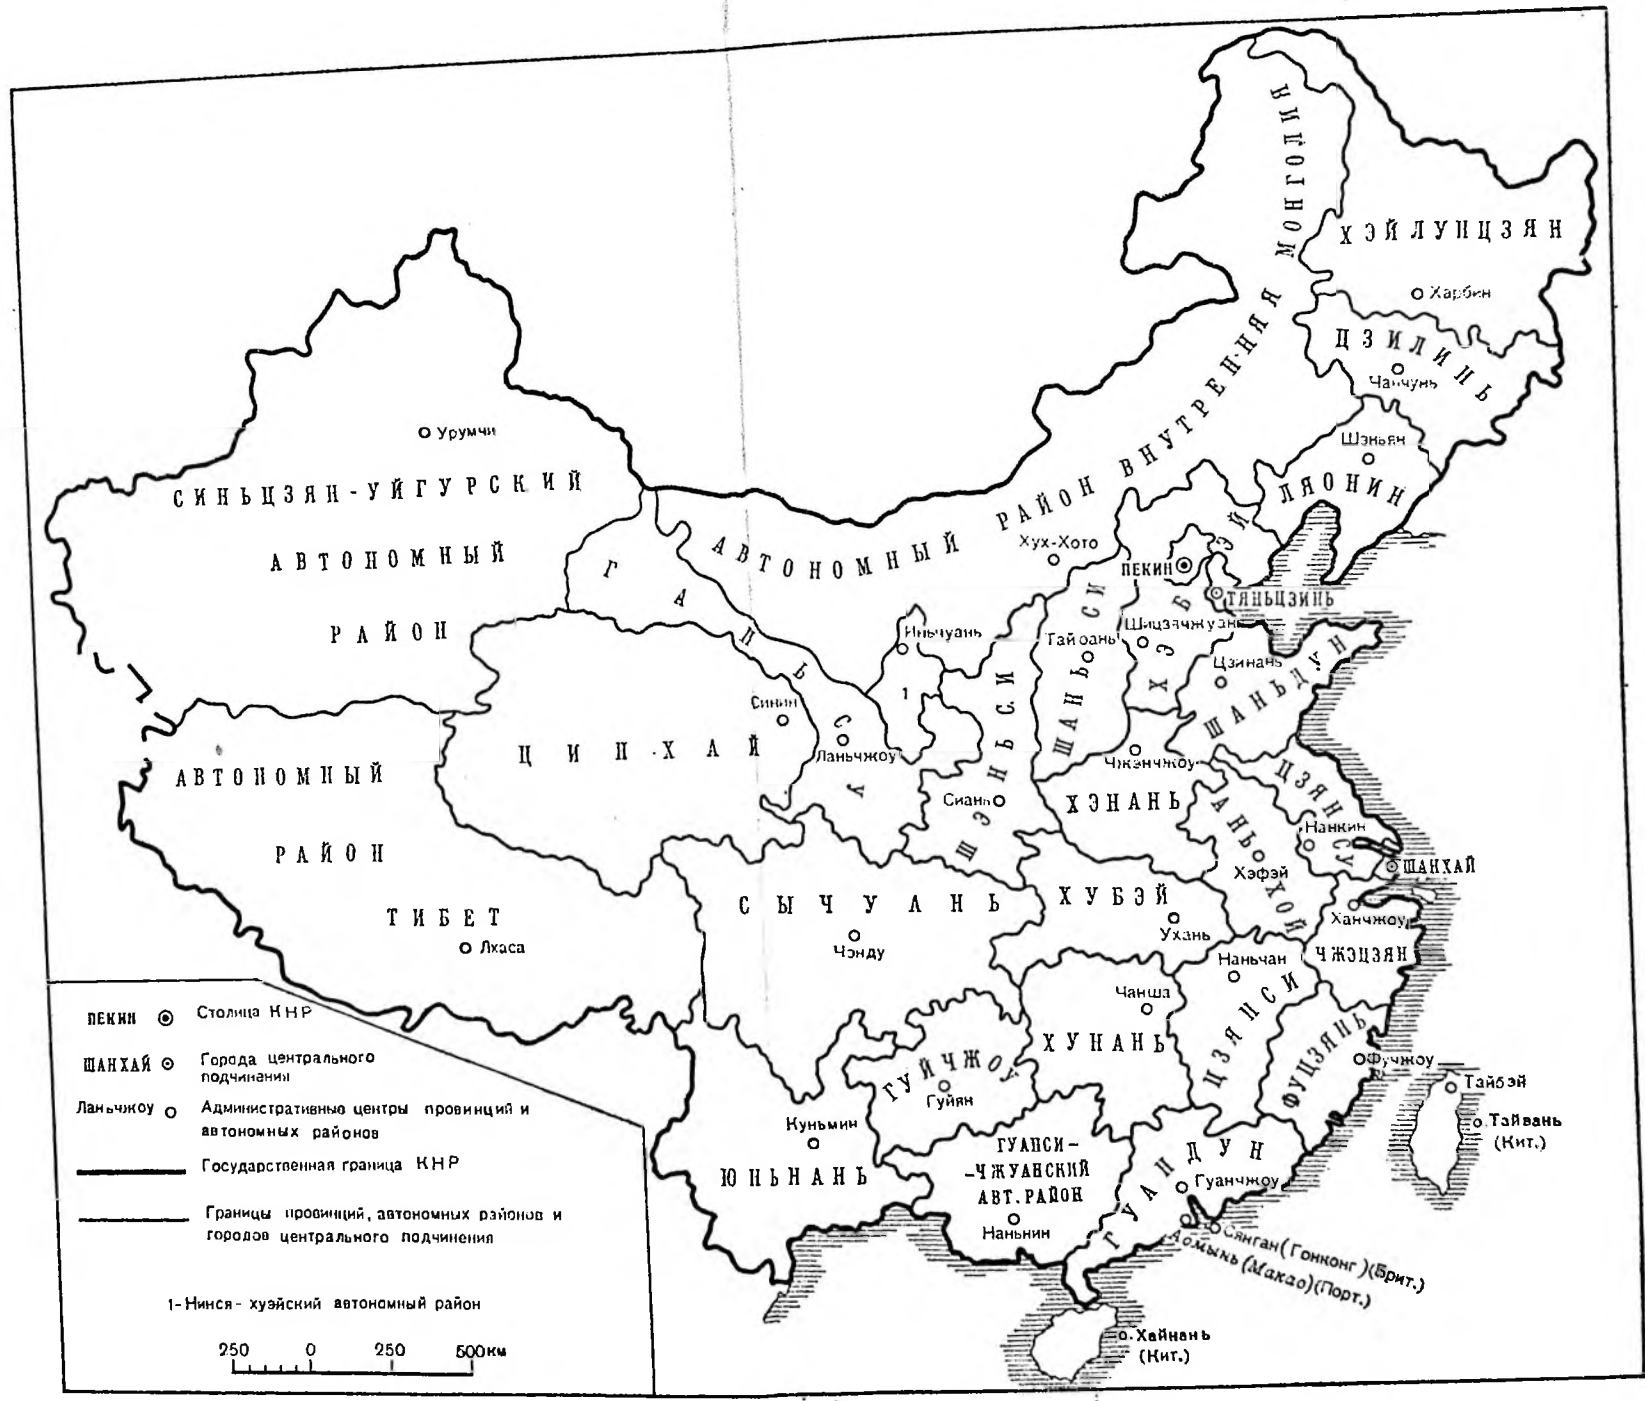 МОНГОЛИЯ
ХЭЙЛУНЦЗЯН
Харбин
ЦЗИЛИНЬ
Чанчунь
Шэньян
ЛЯОНИН
АВТОНОМНЫЙ РАЙОН ВНУТРЕН-НЯЯ
Хух-Хото
Урумчи
СИНЬЦЗЯН-УЙГУРСКИЙ
АВТОНОМНЫЙ
РАЙОН
ГАНЬСУ
ПЕКИН
ТЯНЬЦЗИНЬ
ХЭБЭЙ
Шицзячжуан
Тайюань
ШАНЬСИ
Иньчуань
1
Цзинань
ШАНЬДУН
Синин
ЦИНХАЙ
Ланьчжоу
ШЭНЬСИ
Сиань
Чжэнчжоу
ХЭНАНЬ
ЦЗЯНСУ
Нанкин
АНЬХОЙ
Хэфэй
ШАНХАЙ
АВТОНОМНЫЙ
РАЙОН
ТИБЕТ
Лхаса
СЫЧУАНЬ
Чэнду
ХУБЭЙ
Ухань
Ханчжоу
ЧЖЭЦЗЯН
Наньчан
ЦЗЯНСИ
Чанша
ХУНАНЬ
ФУЦЗЯНЬ
Фучжоу
Тайбэй
Тайвань
(Кит.)
ГУЙЧЖОУ
Гуйян
Куньмин
ЮНЬНАНЬ
ГУАНСИ-
-ЧЖУАНСКИЙ
АВТ. РАЙОН
Наньнин
ГУАНДУН
Гуанчжоу
Сянган (Гонконг) (Брит.)
Аомынь (Макао) (Порт.)
Хайнань
(Кит.)
ПЕКИН Столица КНР
ШАНХАЙ Города центрального
подчинения
Ланьчжоу Административные центры провинций и
автономных районов
Государственная граница КНР
Границы провинций, автономных районов и
городов центрального подчинения
1-Нинся-хуэйский автономный район
250 0 250 500км